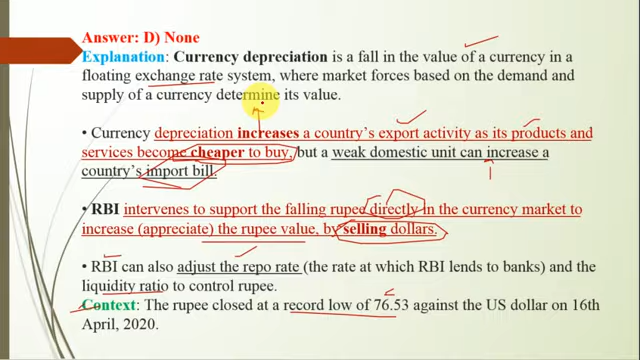 Answer: D) None
Explanation: Currency depreciation is a fall in the value of a currency in a
floating exchange rate system, where market forces based on the demand and
supply of a currency determine its value.
• Currency depreciation increases a country's export activity as its products and
services become cheaper to buy, but a weak domestic unit can increase a
country's import bill.
• RBI intervenes to support the falling rupee directly in the currency market to
increase (appreciate) the rupee value, by selling dollars.
• RBI can also adjust the repo rate (the rate at which RBI lends to banks) and the
liquidity ratio to control rupee.
Context: The rupee closed at a record low of 76.53 against the US dollar on 16th
April, 2020.